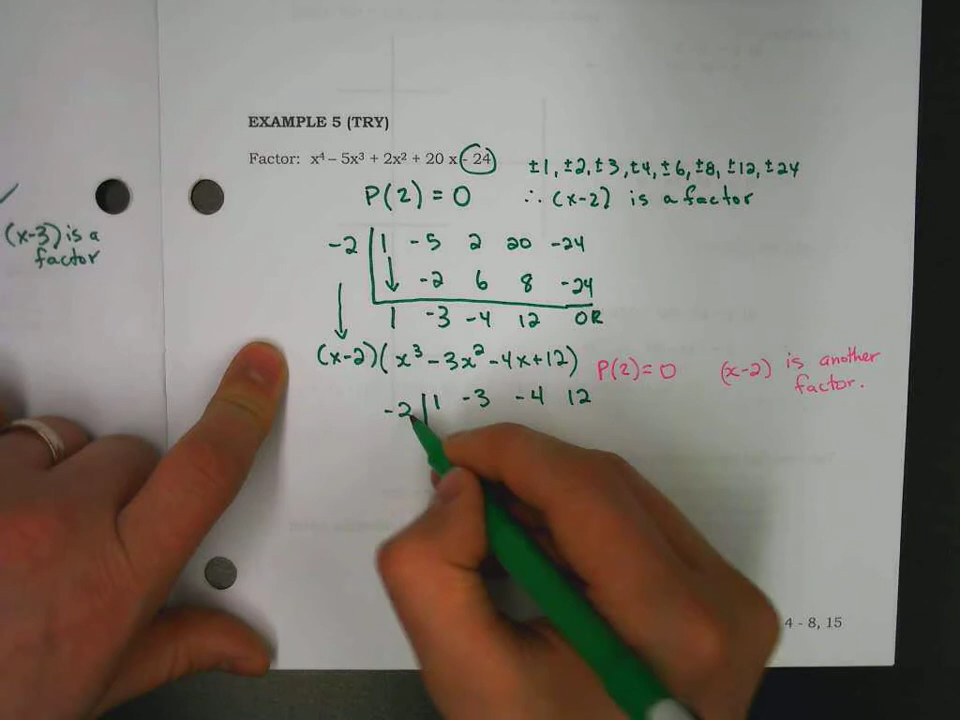 EXAMPLE 5 (TRY)
Factor: x⁴ – 5x³ + 2x² + 20 x - 24
±1, ±2, ±3, ±4, ±6, ±8, ±12, ±24
P(2) = 0 ∴ (x-2) is a factor
(x-3) is a
factor
-2 | 1 -5 2 20 -24
↓ -2 6 8 -24
1 -3 -4 12 0R
(x-2)(x³-3x²-4x+12) P(2)=0 (x-2) is another
factor.
-2 | 1 -3 -4 12
4 - 8, 15